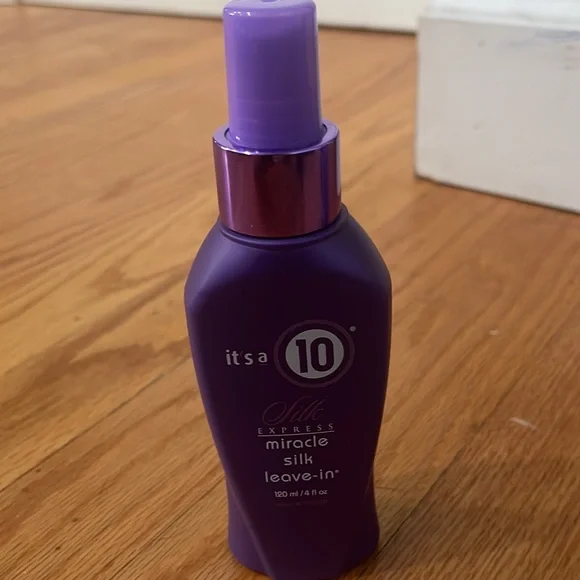 it's a 10®
Silk
EXPRESS
miracle
silk
leave-in®
120 ml / 4 fl oz